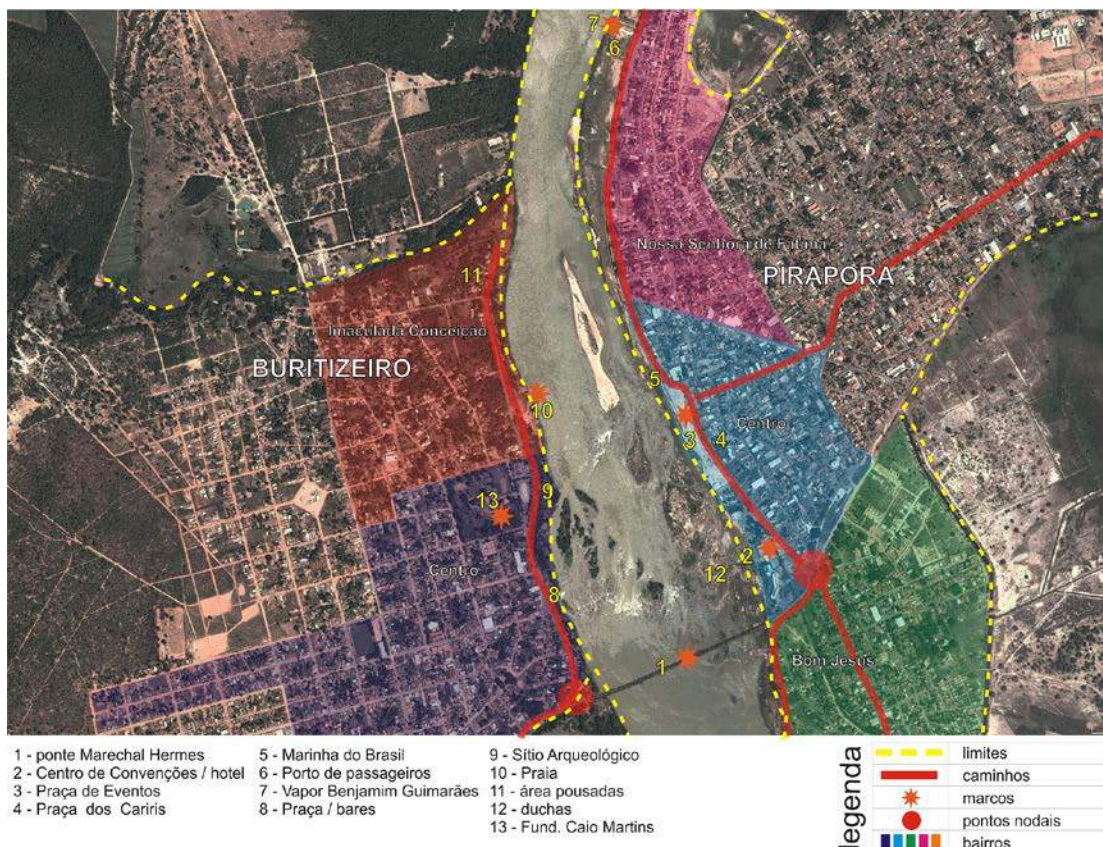 7
6
Nossa Senhora de Fátima
PIRAPORA
11
Imaculada Conceição
BURITIZEIRO
5
10
3
4
Centro
9
13
2
12
Centro
8
1
Bom Jesus
1 - ponte Marechal Hermes
2 - Centro de Convenções / hotel
3 - Praça de Eventos
4 - Praça dos Cariris
5 - Marinha do Brasil
6 - Porto de passageiros
7 - Vapor Benjamim Guimarães
8 - Praça / bares
9 - Sítio Arqueológico
10 - Praia
11 - área pousadas
12 - duchas
13 - Fund. Caio Martins
legenda
limites
caminhos
marcos
pontos nodais
bairros